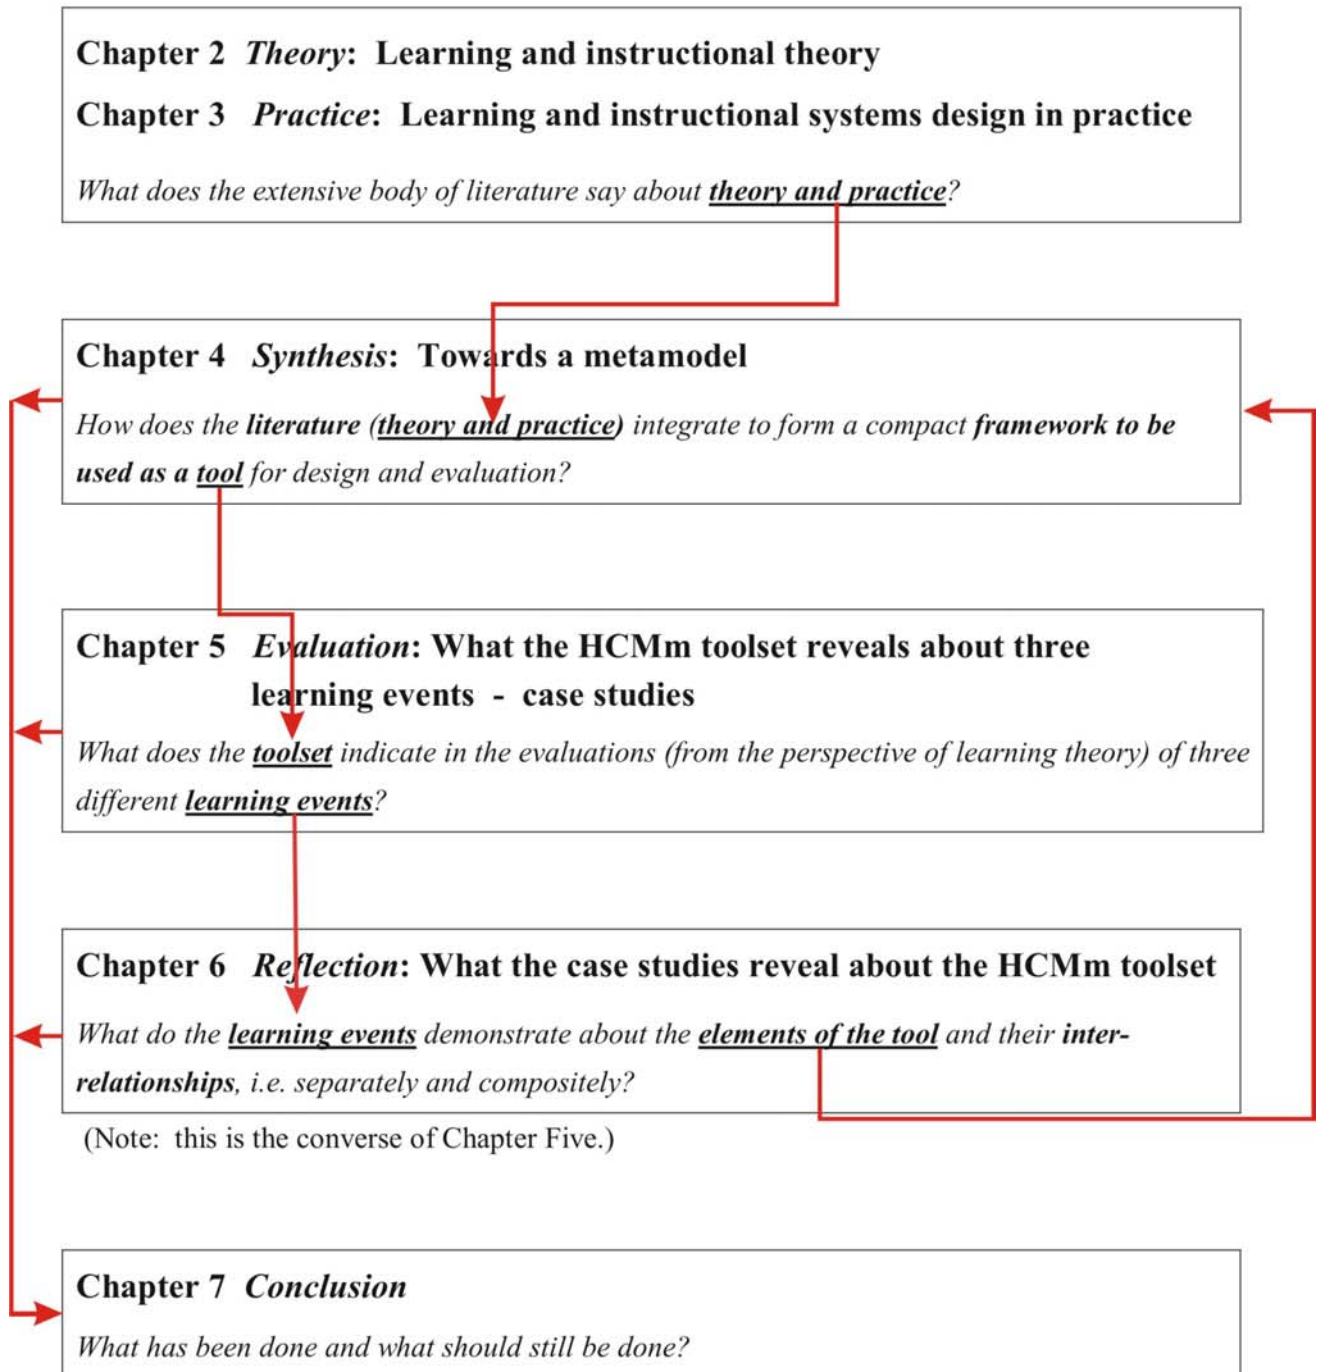 Chapter 2 Theory: Learning and instructional theory
Chapter 3 Practice: Learning and instructional systems design in practice
What does the extensive body of literature say about theory and practice?
Chapter 4 Synthesis: Towards a metamodel
How does the literature (theory and practice) integrate to form a compact framework to be
used as a tool for design and evaluation?
Chapter 5 Evaluation: What the HCMm toolset reveals about three
learning events - case studies
What does the toolset indicate in the evaluations (from the perspective of learning theory) of three
different learning events?
Chapter 6 Reflection: What the case studies reveal about the HCMm toolset
What do the learning events demonstrate about the elements of the tool and their inter-
relationships, i.e. separately and compositely?
(Note: this is the converse of Chapter Five.)
Chapter 7 Conclusion
What has been done and what should still be done?